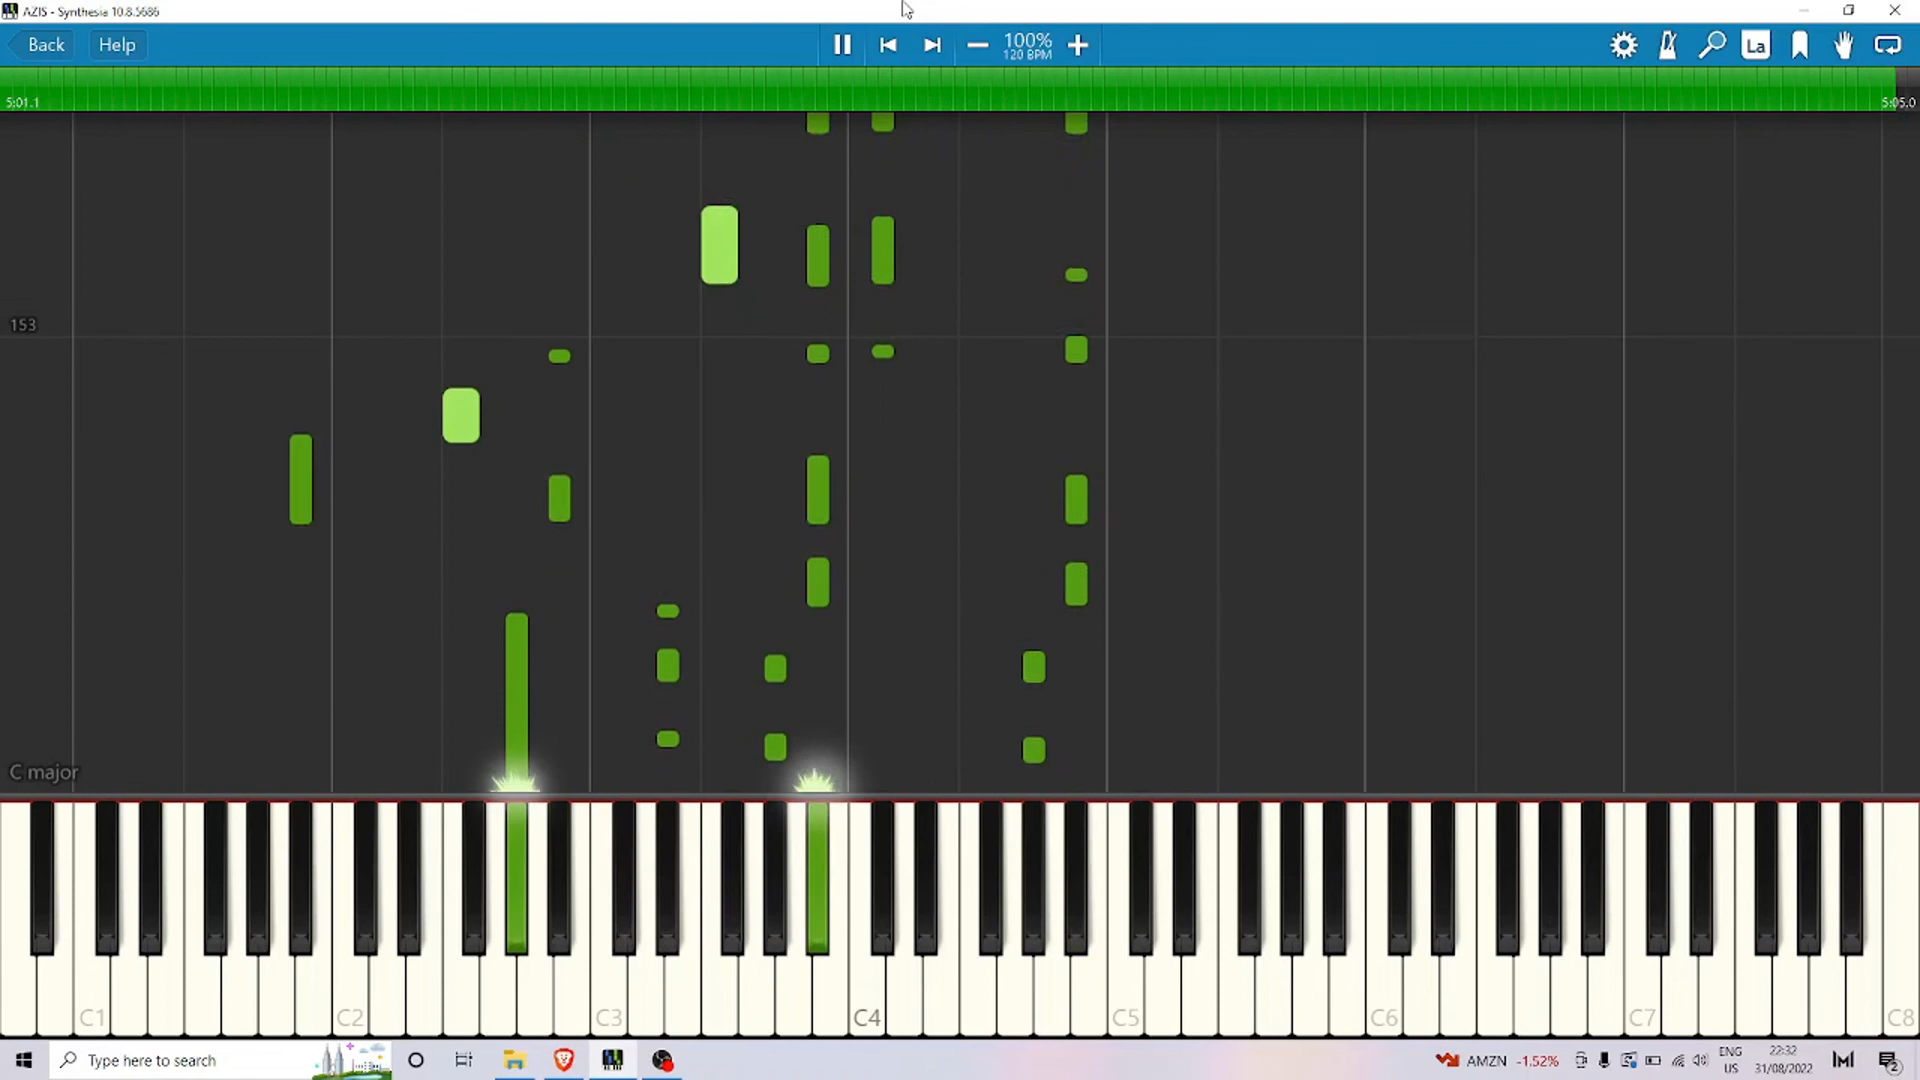 AZIS - Synthesia 10.8.5686
Back
Help
100%
120 BPM
La
5:01.1
5:05.0
153
C major
C1
C2
C3
C4
C5
C6
C7
C8
Type here to search
AMZN -1.52%
ENG
US
22:32
31/08/2022
2